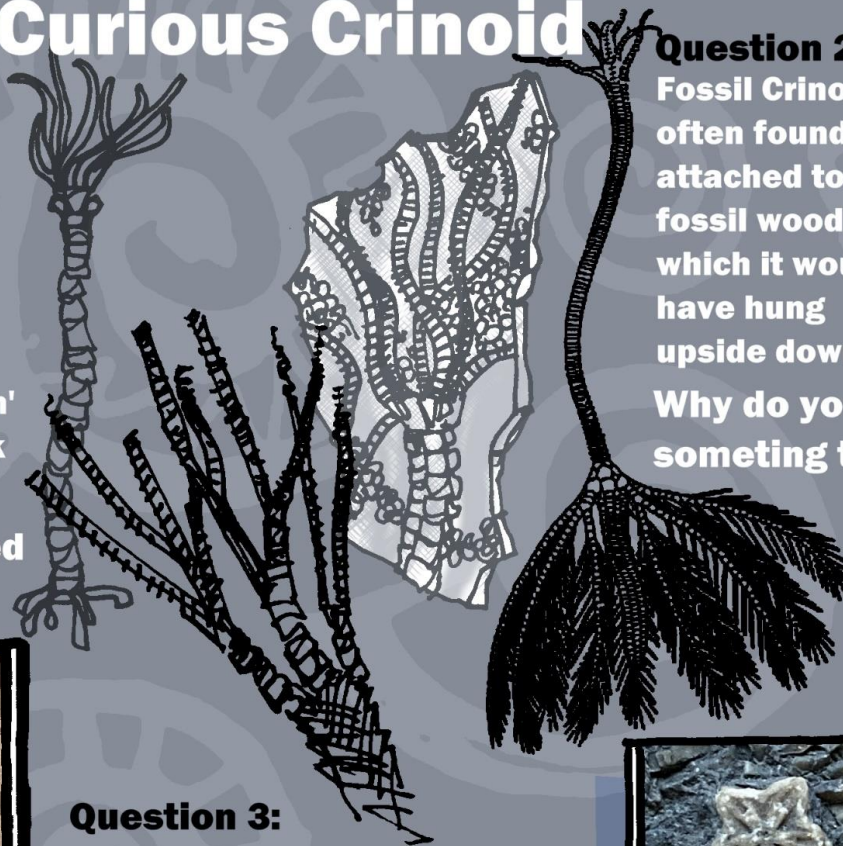 Curious Crinoid
Question 2
Fossil Crino
often found
attached to
fossil wood
which it wou
have hung
upside dow
Why do yo
someting t
n'
k
ed
Question 3: